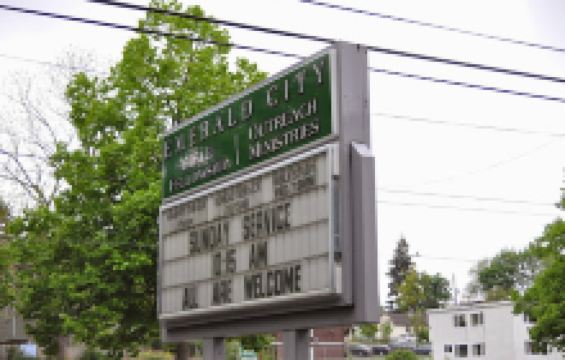 EMERALD CITY
BIBLE
FELLOWSHIP
OUTREACH
MINISTRIES
SUNDAY SERVICE
10:15 AM
ALL ARE WELCOME